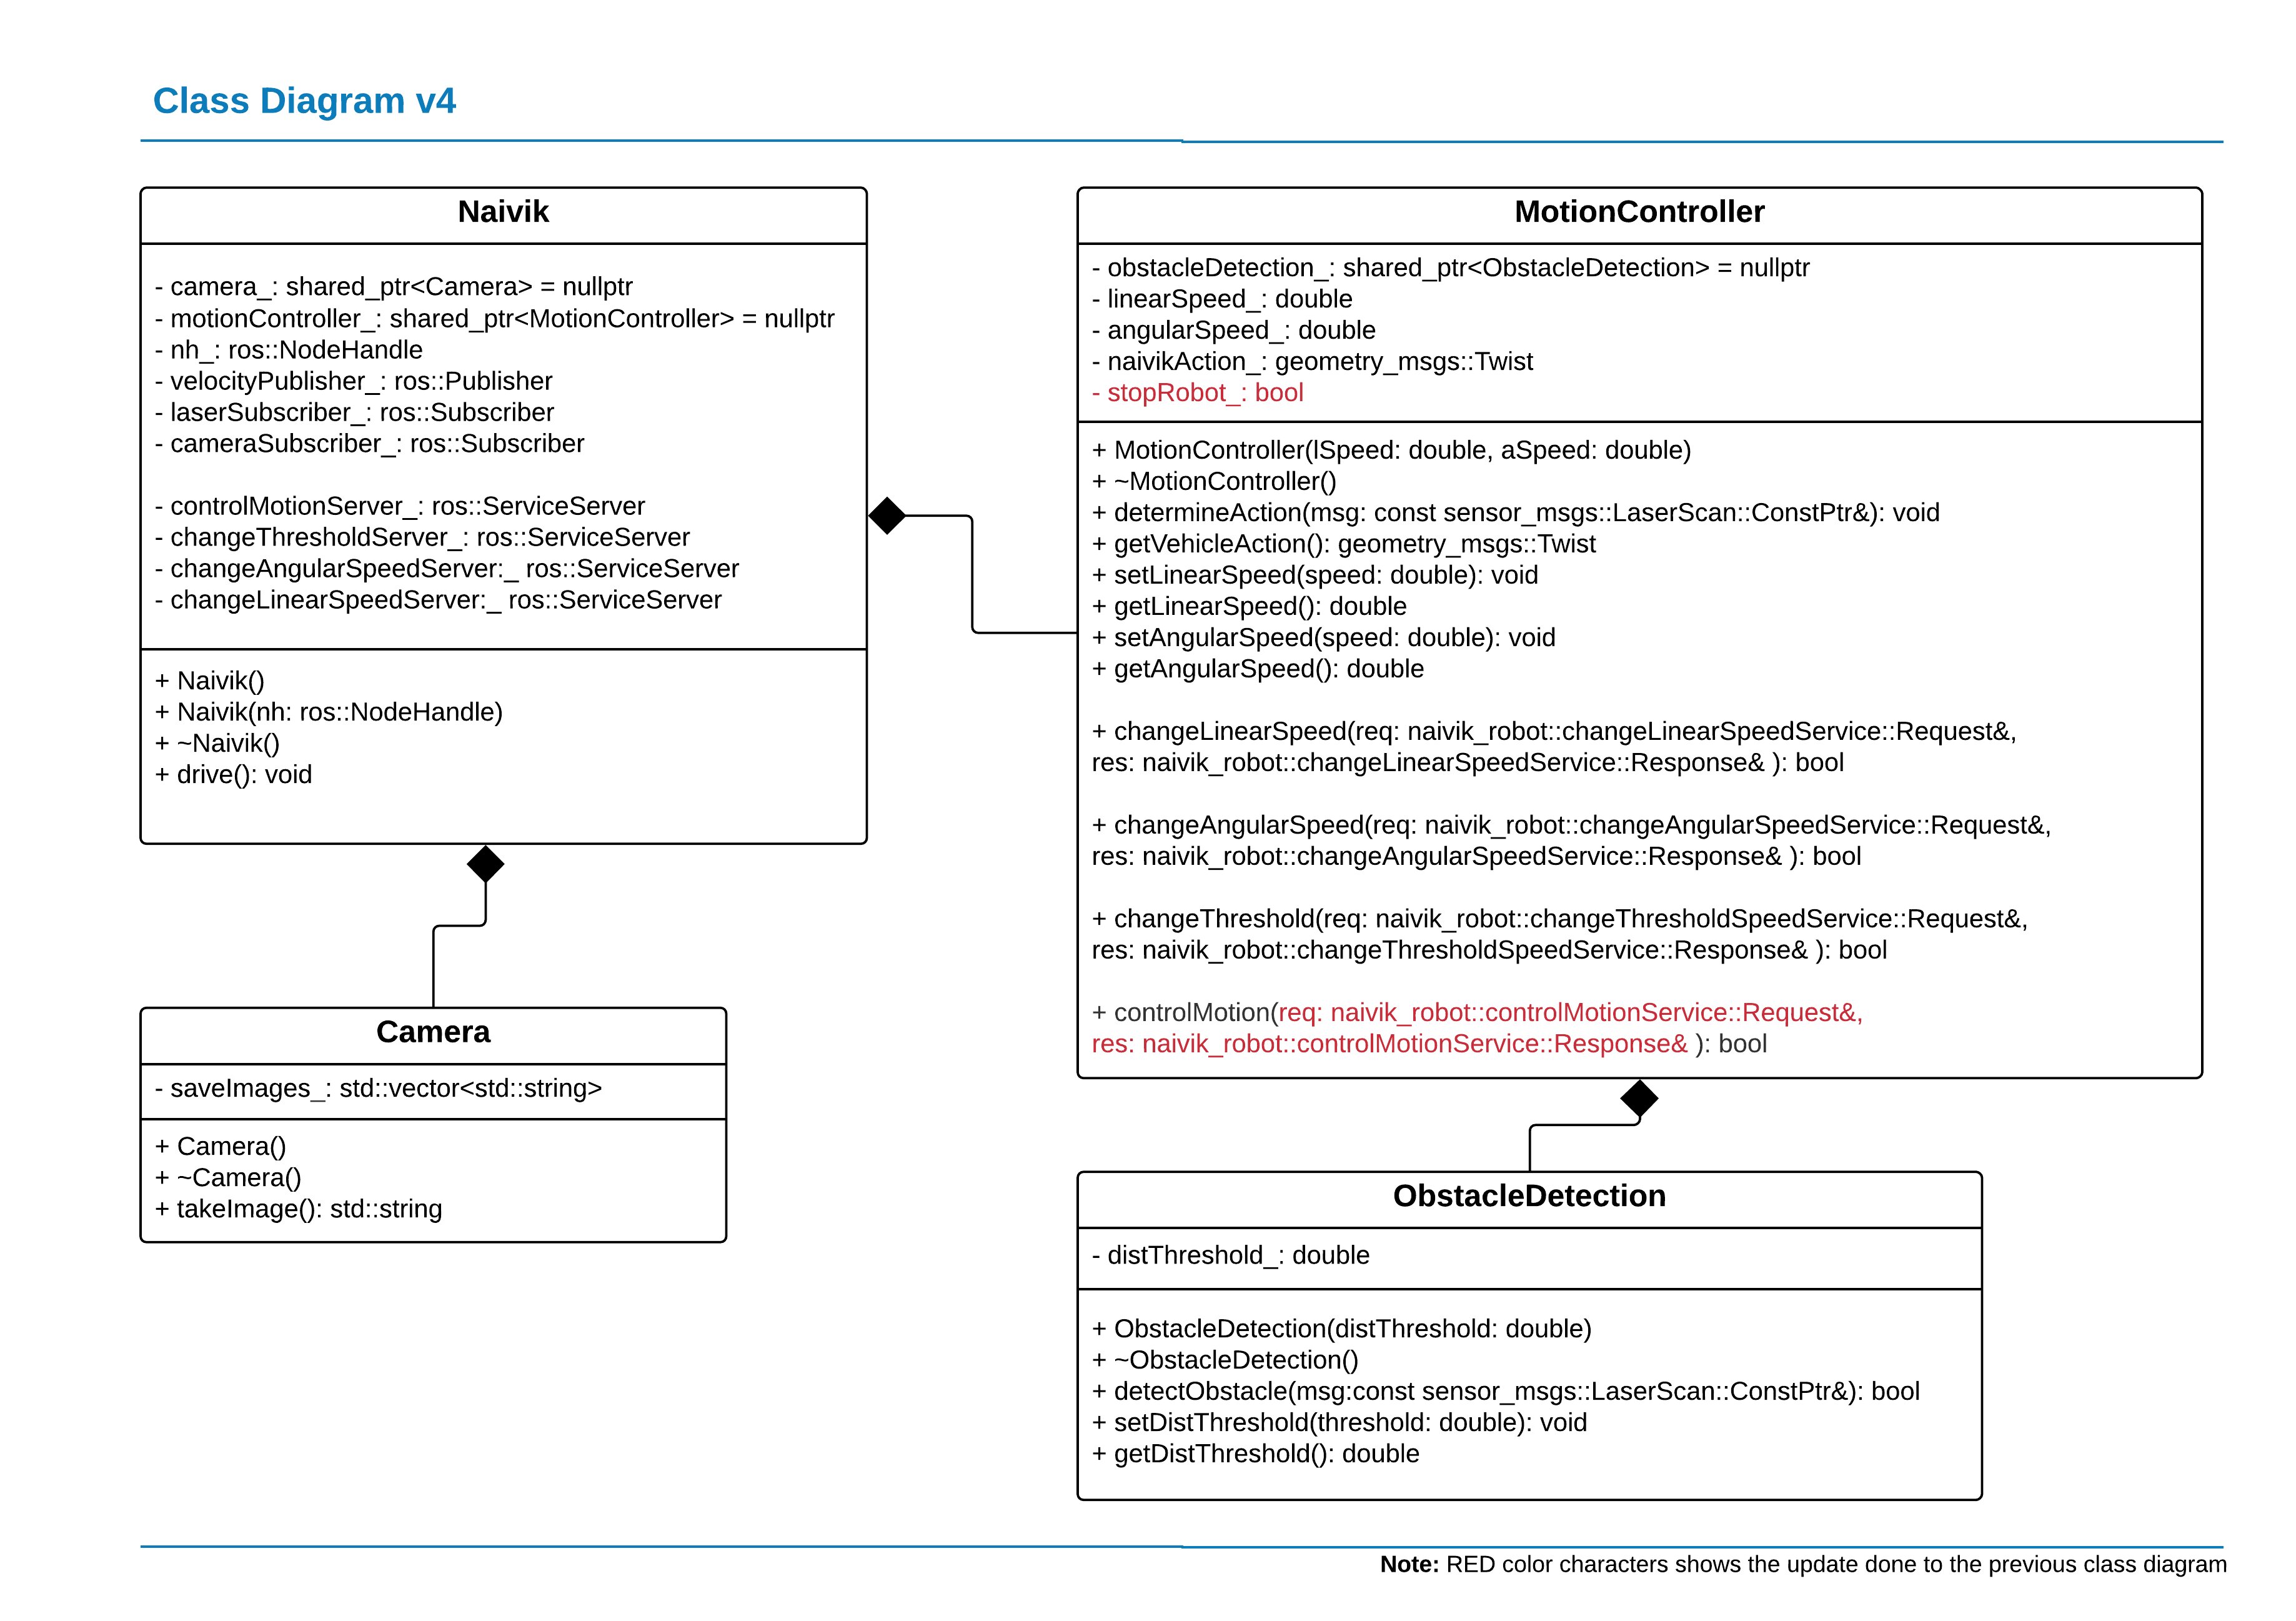 Class Diagram v4
Naivik
- camera_: shared_ptr<Camera> = nullptr
- motionController_: shared_ptr<MotionController> = nullptr
- nh_: ros::NodeHandle
- velocityPublisher_: ros::Publisher
- laserSubscriber_: ros::Subscriber
- cameraSubscriber_: ros::Subscriber
- controlMotionServer_: ros::ServiceServer
- changeThresholdServer_: ros::ServiceServer
- changeAngularSpeedServer:_ ros::ServiceServer
- changeLinearSpeedServer:_ ros::ServiceServer
+ Naivik()
+ Naivik(nh: ros::NodeHandle)
+ ~Naivik()
+ drive(): void
MotionController
- obstacleDetection_: shared_ptr<ObstacleDetection> = nullptr
- linearSpeed_: double
- angularSpeed_: double
- naivikAction_: geometry_msgs::Twist
- stopRobot_: bool
+ MotionController(lSpeed: double, aSpeed: double)
+ ~MotionController()
+ determineAction(msg: const sensor_msgs::LaserScan::ConstPtr&): void
+ getVehicleAction(): geometry_msgs::Twist
+ setLinearSpeed(speed: double): void
+ getLinearSpeed(): double
+ setAngularSpeed(speed: double): void
+ getAngularSpeed(): double
+ changeLinearSpeed(req: naivik_robot::changeLinearSpeedService::Request&,
res: naivik_robot::changeLinearSpeedService::Response& ): bool
+ changeAngularSpeed(req: naivik_robot::changeAngularSpeedService::Request&,
res: naivik_robot::changeAngularSpeedService::Response& ): bool
+ changeThreshold(req: naivik_robot::changeThresholdSpeedService::Request&,
res: naivik_robot::changeThresholdSpeedService::Response& ): bool
+ controlMotion(req: naivik_robot::controlMotionService::Request&,
res: naivik_robot::controlMotionService::Response& ): bool
Camera
- saveImages_: std::vector<std::string>
+ Camera()
+ ~Camera()
+ takeImage(): std::string
ObstacleDetection
- distThreshold_: double
+ ObstacleDetection(distThreshold: double)
+ ~ObstacleDetection()
+ detectObstacle(msg:const sensor_msgs::LaserScan::ConstPtr&): bool
+ setDistThreshold(threshold: double): void
+ getDistThreshold(): double
Note: RED color characters shows the update done to the previous class diagram